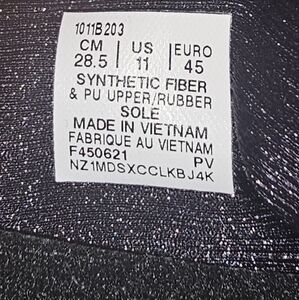 1011B203
CM | US | EURO
28.5 | 11 | 45
SYNTHETIC FIBER
& PU UPPER/RUBBER
SOLE
MADE IN VIETNAM
FABRIQUE AU VIETNAM
F450621 PV
NZ1MDSXCCLKBJ4K